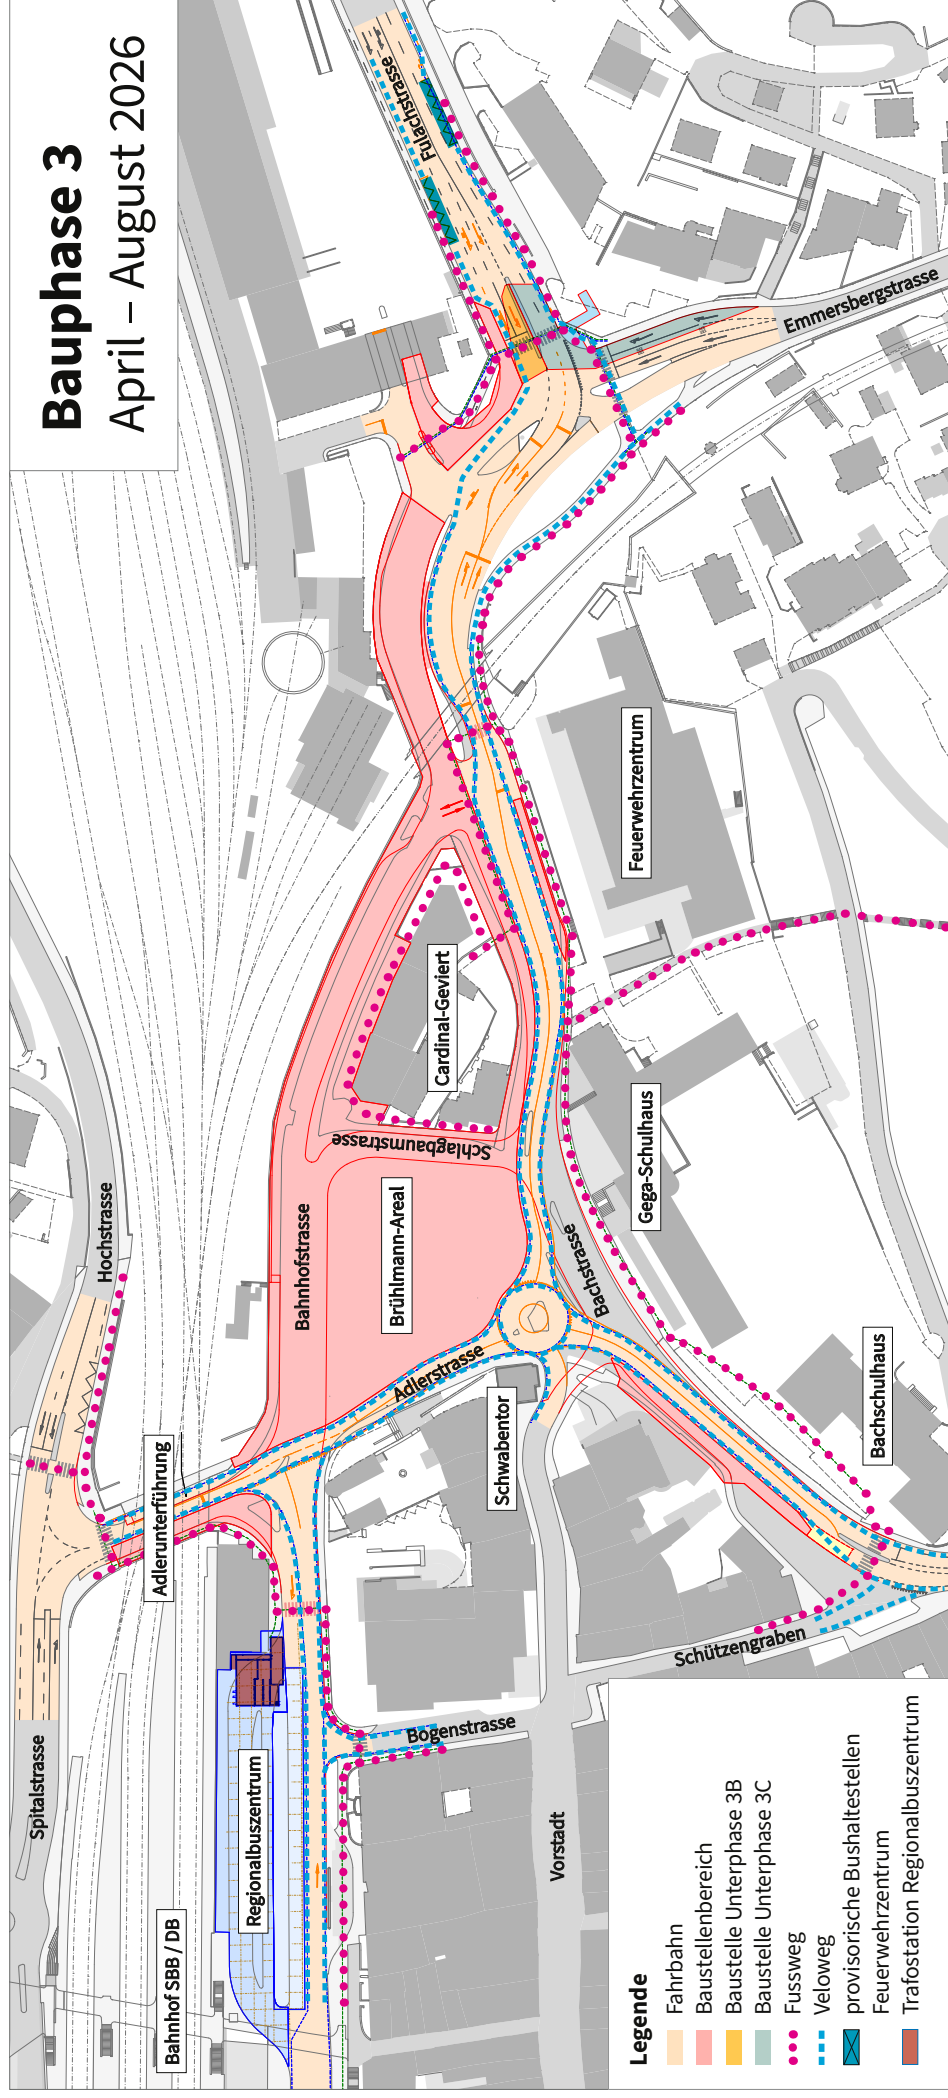 Bauphase 3
April – August 2026
Spitalstrasse
Hochstrasse
Bahnhof SBB / DB
Adlerunterführung
Regionalbuszentrum
Bahnhofstrasse
Brühlmann-Areal
Schlagbaumstrasse
Cardinal-Geviert
Fulachstrasse
Adlerstrasse
Bogenstrasse
Schwabentor
Vorstadt
Bachstrasse
Gega-Schulhaus
Feuerwehrzentrum
Emmersbergstrasse
Schützengraben
Bachschulhaus
Legende
Fahrbahn
Baustellenbereich
Baustelle Unterphase 3B
Baustelle Unterphase 3C
Fussweg
Veloweg
provisorische Bushaltestellen
Feuerwehrzentrum
Trafostation Regionalbuszentrum